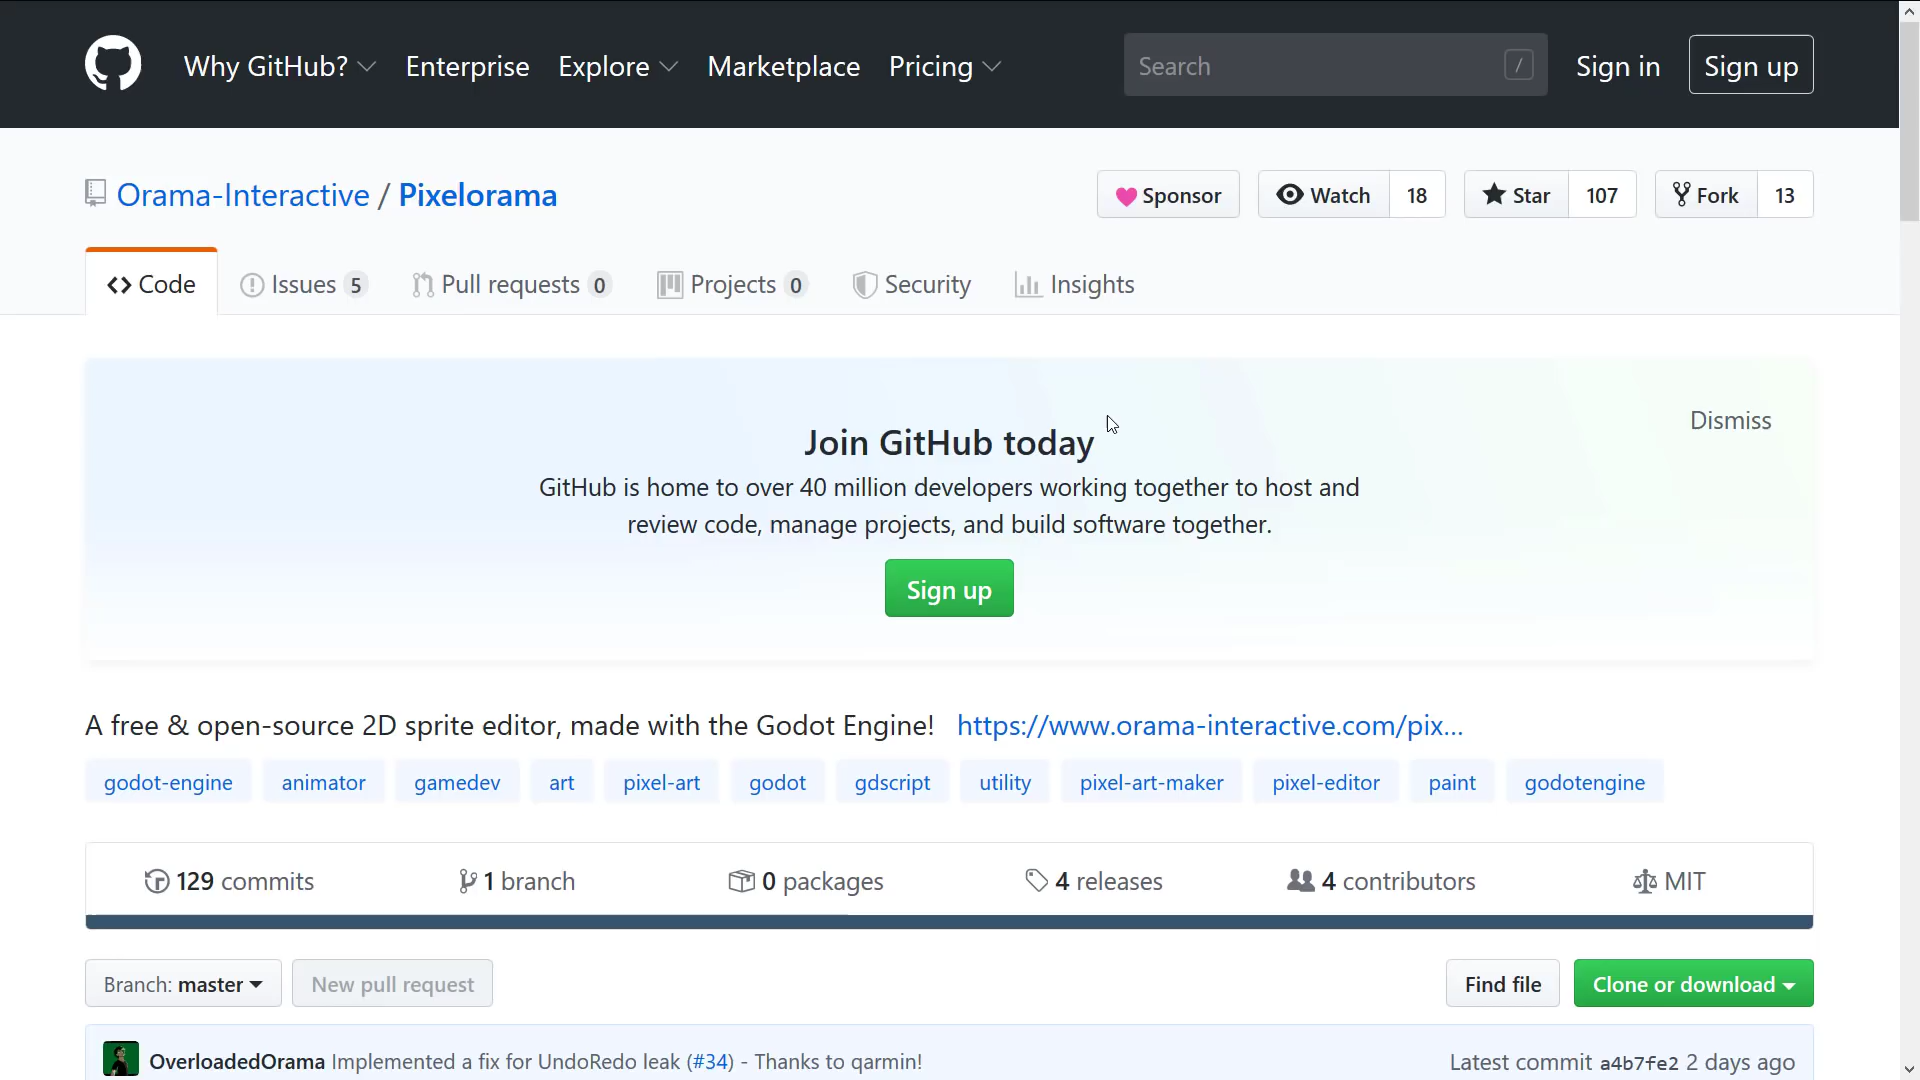 Why GitHub? Enterprise Explore Marketplace Pricing Search / Sign in Sign up
Orama-Interactive / Pixelorama Sponsor Watch 18 Star 107 Fork 13
Code Issues 5 Pull requests 0 Projects 0 Security Insights
Dismiss
Join GitHub today
GitHub is home to over 40 million developers working together to host and
review code, manage projects, and build software together.
Sign up
A free & open-source 2D sprite editor, made with the Godot Engine! https://www.orama-interactive.com/pix...
godot-engine animator gamedev art pixel-art godot gdscript utility pixel-art-maker pixel-editor paint godotengine
129 commits 1 branch 0 packages 4 releases 4 contributors MIT
Branch: master New pull request Find file Clone or download
OverloadedOrama Implemented a fix for UndoRedo leak (#34) - Thanks to qarmin! Latest commit a4b7fe2 2 days ago